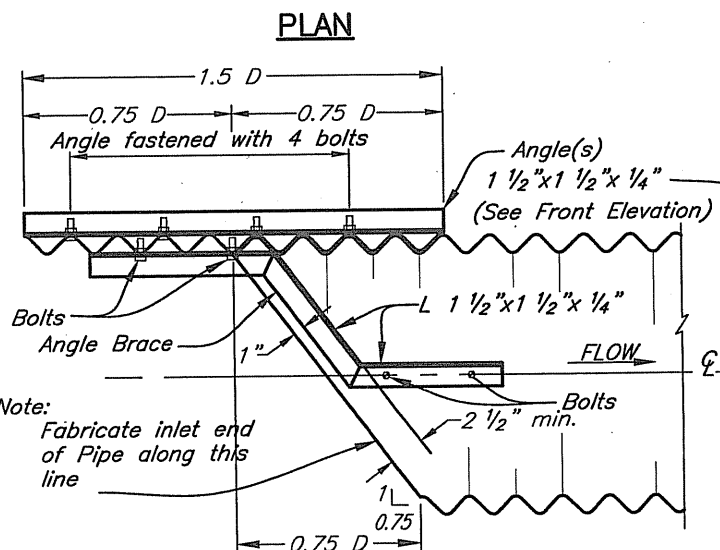 PLAN
1.5 D
0.75 D
0.75 D
Angle fastened with 4 bolts
Angle(s)
1 ½"x1 ½"x ¼"
(See Front Elevation)
Bolts
Angle Brace
1"
L 1 ½"x1 ½"x ¼"
FLOW
℄
Bolts
2 ½" min.
Note:
Fabricate inlet end
of Pipe along this
line
1
0.75
0.75 D